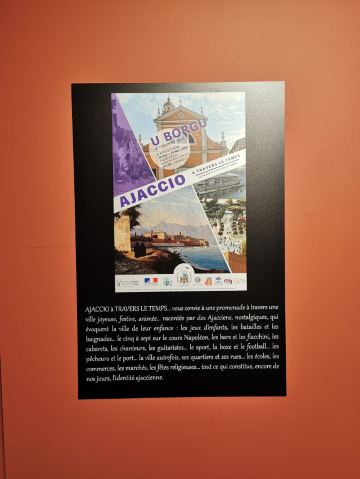 U BORGU
AJACCIO
À TRAVERS LE TEMPS
AJACCIO à TRAVERS LE TEMPS... vous convie à une promenade à travers une
ville joyeuse, festive, animée... racontée par des Ajacciens, nostalgiques, qui
évoquent la ville de leur enfance : les jeux d'enfants, les batailles et les
baignades... le cinq à sept sur le cours Napoléon, les bars et les fiacchini, les
cabarets, les chanteurs, les guitaristes... le sport, la boxe et le football... les
pêcheurs et le port... la ville autrefois, ses quartiers et ses rues... les écoles, les
commerces, les marchés, les fêtes religieuses... tout ce qui constitue, encore de
nos jours, l'identité ajaccienne.